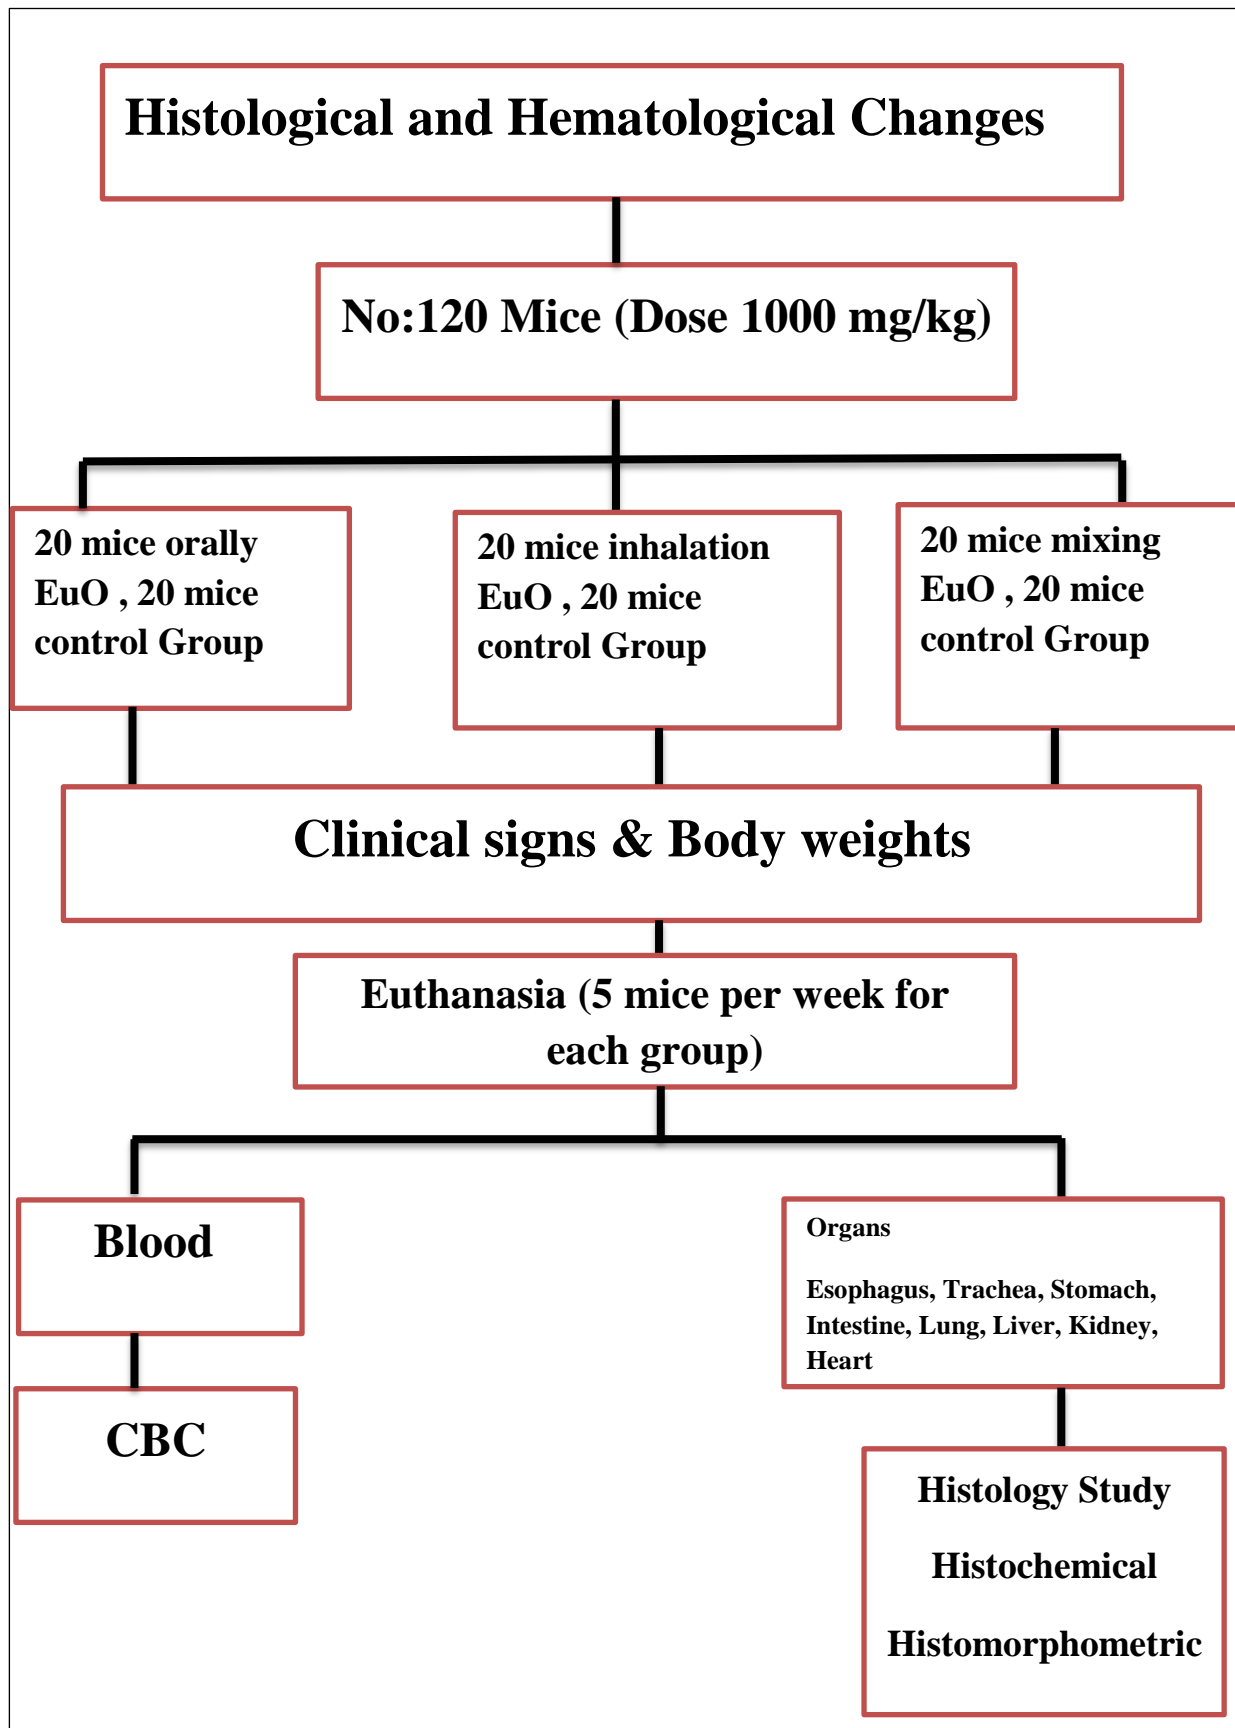 Histological and Hematological Changes
No:120 Mice (Dose 1000 mg/kg)
20 mice orally
EuO , 20 mice
control Group
20 mice inhalation
EuO , 20 mice
control Group
20 mice mixing
EuO , 20 mice
control Group
Clinical signs & Body weights
Euthanasia (5 mice per week for
each group)
Blood
CBC
Organs
Esophagus, Trachea, Stomach,
Intestine, Lung, Liver, Kidney,
Heart
Histology Study
Histochemical
Histomorphometric